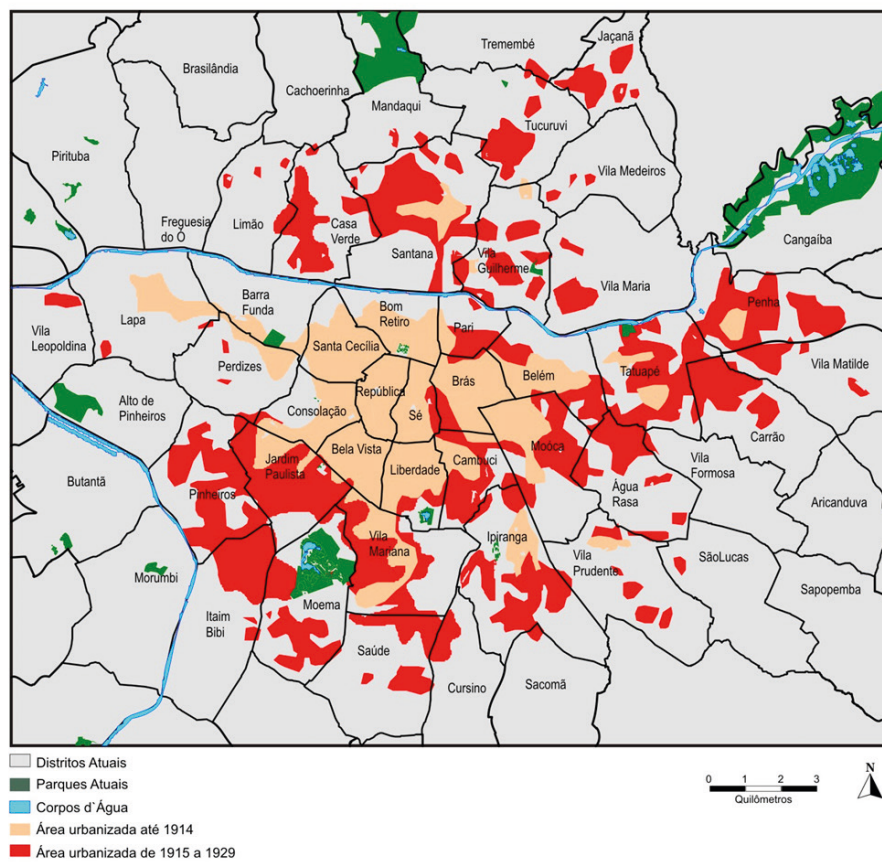 Jaçanã
Tremembé
Brasilândia
Cachoerinha
Mandaqui
Tucuruvi
Pirituba
Vila Medeiros
Freguesia
do Ó
Limão
Casa
Verde
Santana
Vila
Guilherme
Cangaíba
Vila Maria
Penha
Barra
Funda
Bom
Retiro
Lapa
Vila
Leopoldina
Santa Cecília
Pari
Perdizes
Brás
Belém
Tatuapé
Vila Matilde
República
Sé
Consolação
Alto de
Pinheiros
Carrão
Bela Vista
Moóca
Vila
Formosa
Jardim
Paulista
Liberdade
Cambuci
Butantã
Pinheiros
Água
Rasa
Aricanduva
Vila
Mariana
Ipiranga
Vila
Prudente
SãoLucas
Morumbi
Sapopemba
Moema
Itaim
Bibi
Saúde
Cursino
Sacomã
Distritos Atuais
Parques Atuais
Corpos d`Água
Área urbanizada até 1914
Área urbanizada de 1915 a 1929
0 1 2 3
Quilômetros
N